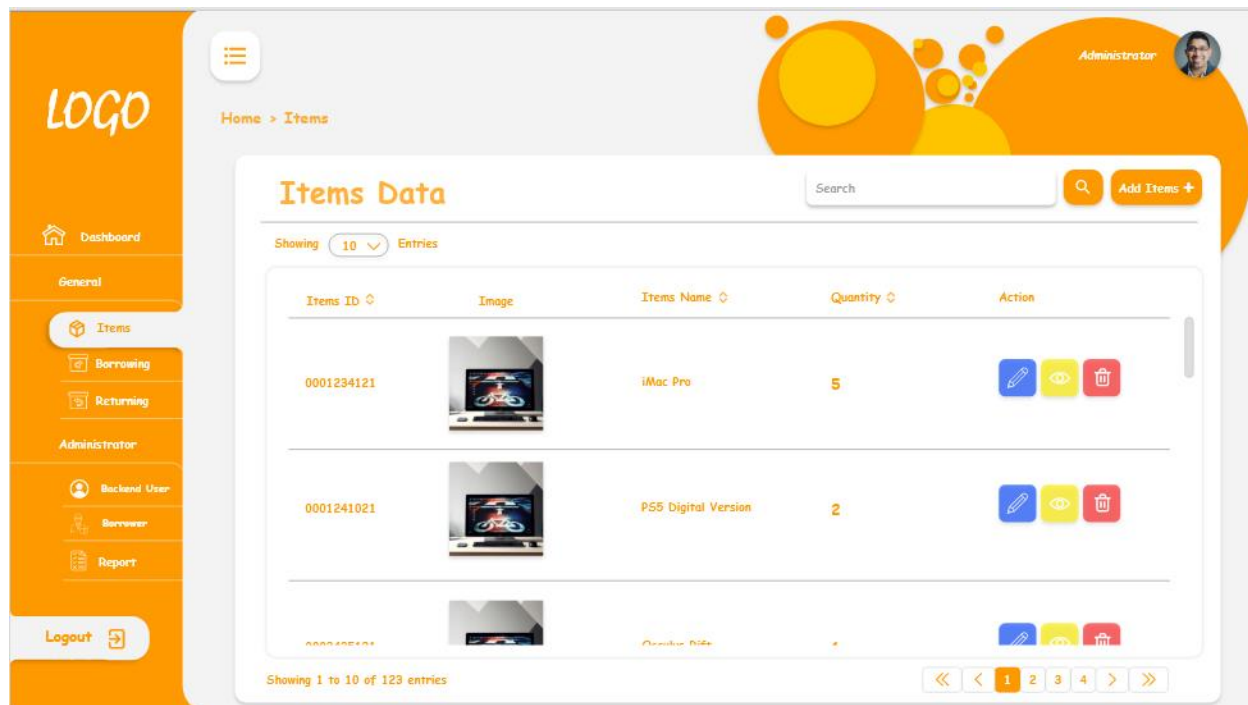 LOGO
Dashboard
General
Items
Borrowing
Returning
Administrator
Backend User
Borrower
Report
Logout
Administrator
Home > Items
Items Data
Search
Add Items +
Showing 10 Entries
Items ID Image Items Name Quantity Action
0001234121 iMac Pro 5
0001241021 PS5 Digital Version 2
Showing 1 to 10 of 123 entries
1 2 3 4